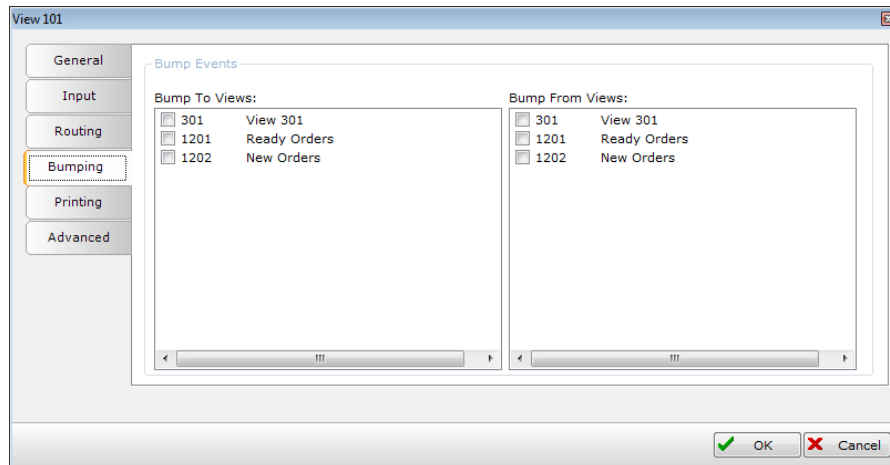 View 101
General
Input
Routing
Bumping
Printing
Advanced
Bump Events
Bump To Views:
301 View 301
1201 Ready Orders
1202 New Orders
Bump From Views:
301 View 301
1201 Ready Orders
1202 New Orders
OK
Cancel